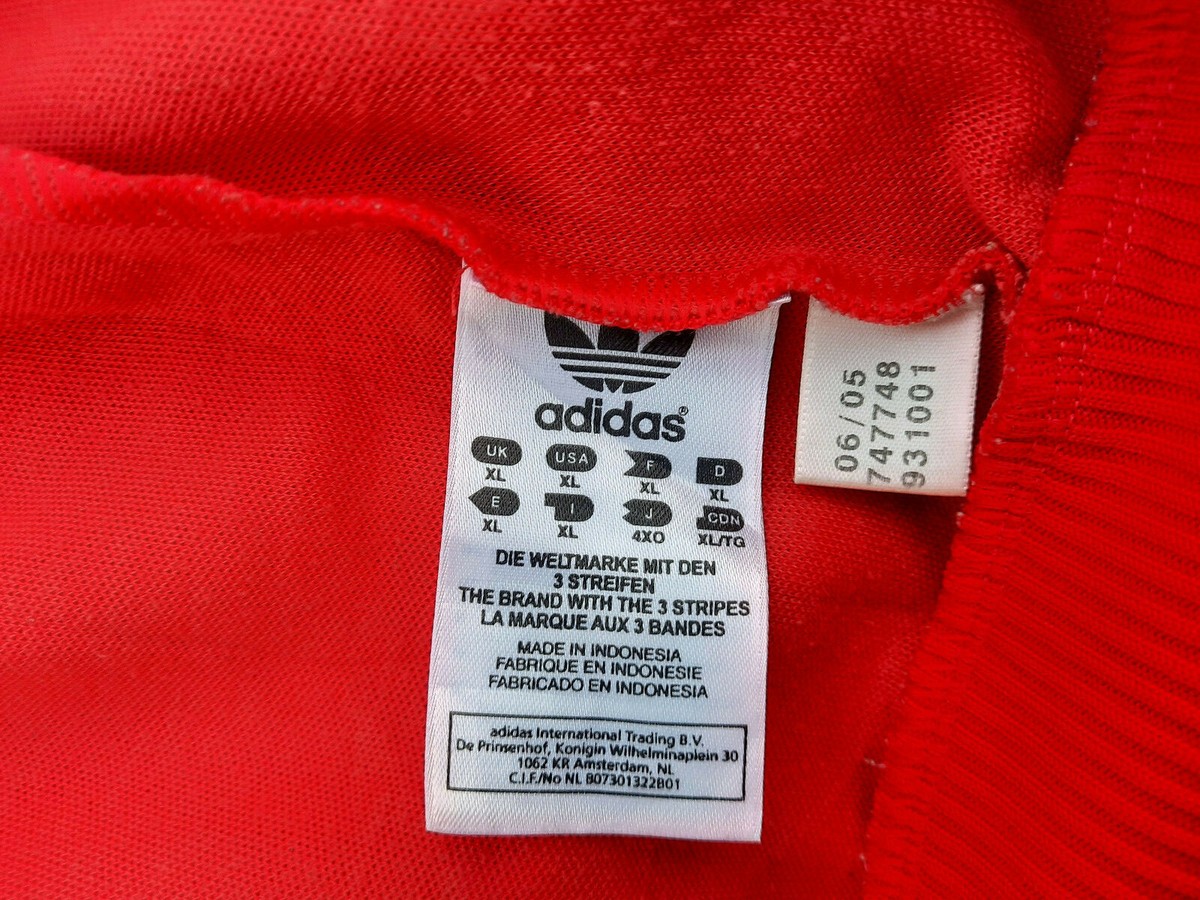 adidas®
UK USA F D
XL XL XL XL
E I J CDN
XL XL 4XO XL/TG
DIE WELTMARKE MIT DEN
3 STREIFEN
THE BRAND WITH THE 3 STRIPES
LA MARQUE AUX 3 BANDES
MADE IN INDONESIA
FABRIQUE EN INDONESIE
FABRICADO EN INDONESIA
adidas International Trading B.V.
De Prinsenhof, Konigin Wilhelminaplein 30
1062 KR Amsterdam, NL
C.I.F./No NL B07301322B01
06/05
747748
931001